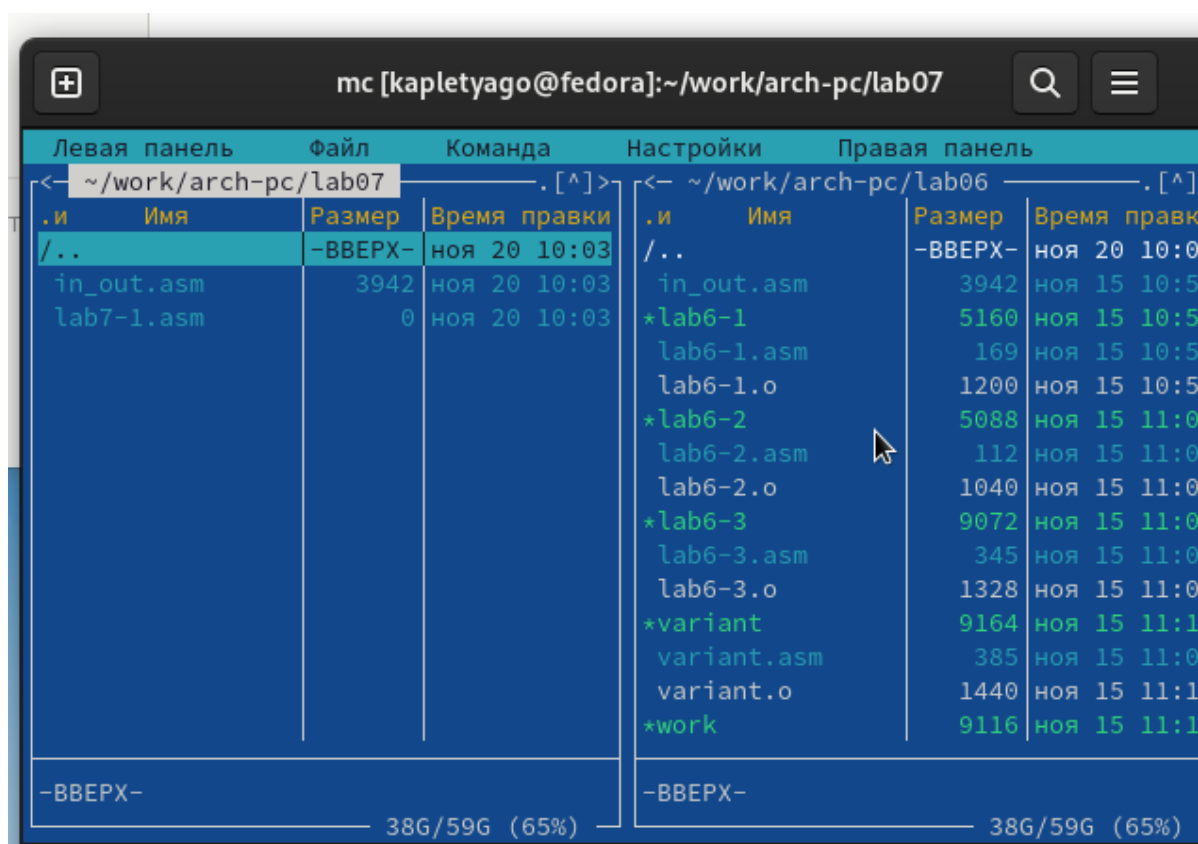 mc [kapletyago@fedora]:~/work/arch-pc/lab07
Левая панель Файл Команда Настройки Правая панель
<- ~/work/arch-pc/lab07 .[^]>
.и Имя Размер Время правки
/.. -ВВЕРХ- ноя 20 10:03
in_out.asm 3942 ноя 20 10:03
lab7-1.asm 0 ноя 20 10:03
-ВВЕРХ-
38G/59G (65%)
<- ~/work/arch-pc/lab06 .[^]
.и Имя Размер Время правк
/.. -ВВЕРХ- ноя 20 10:0
in_out.asm 3942 ноя 15 10:5
*lab6-1 5160 ноя 15 10:5
lab6-1.asm 169 ноя 15 10:5
lab6-1.o 1200 ноя 15 10:5
*lab6-2 5088 ноя 15 11:0
lab6-2.asm 112 ноя 15 11:0
lab6-2.o 1040 ноя 15 11:0
*lab6-3 9072 ноя 15 11:0
lab6-3.asm 345 ноя 15 11:0
lab6-3.o 1328 ноя 15 11:0
*variant 9164 ноя 15 11:1
variant.asm 385 ноя 15 11:0
variant.o 1440 ноя 15 11:1
*work 9116 ноя 15 11:1
-ВВЕРХ-
38G/59G (65%)